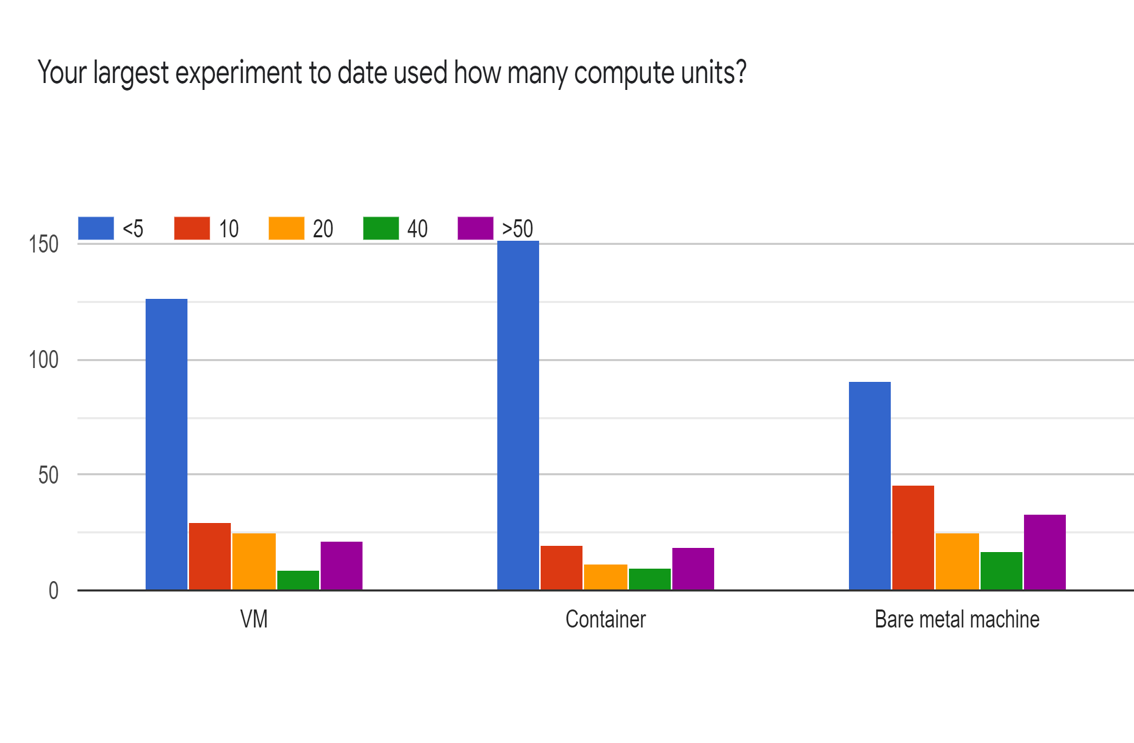 Your largest experiment to date used how many compute units?
<5 10 20 40 >50
150
100
50
0
VM Container Bare metal machine